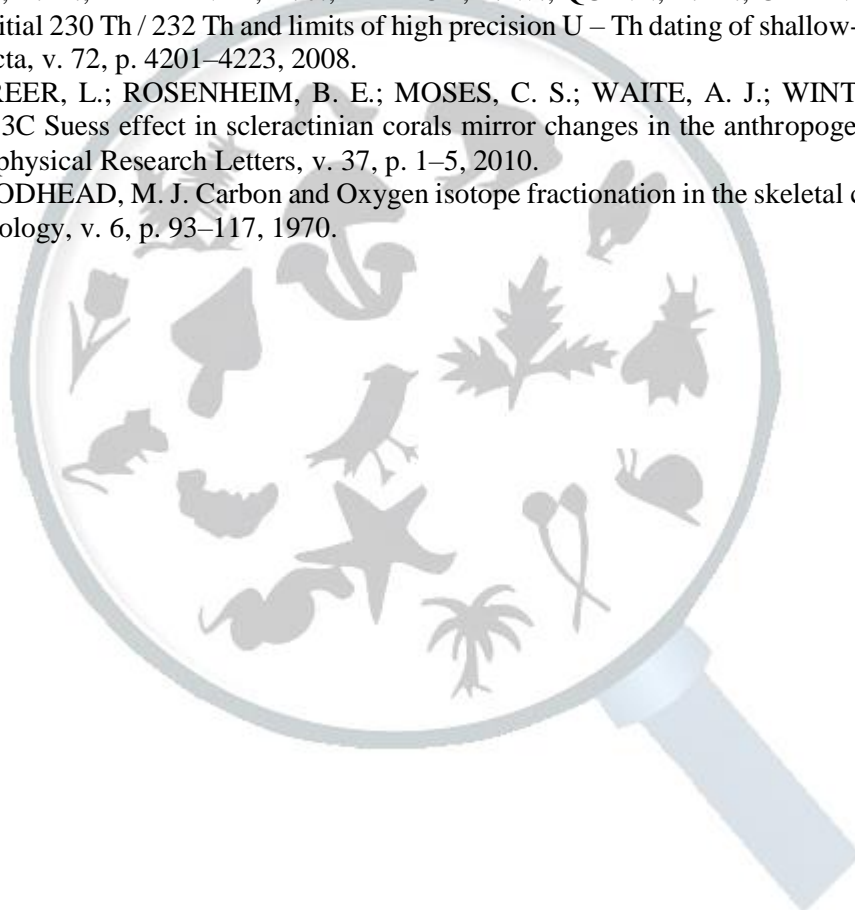 itial 230 Th / 232 Th and limits of high precision U – Th dating of shallow-
cta, v. 72, p. 4201–4223, 2008.
REER, L.; ROSENHEIM, B. E.; MOSES, C. S.; WAITE, A. J.; WINT
3C Suess effect in scleractinian corals mirror changes in the anthropoge
physical Research Letters, v. 37, p. 1–5, 2010.
ODHEAD, M. J. Carbon and Oxygen isotope fractionation in the skeletal c
ology, v. 6, p. 93–117, 1970.